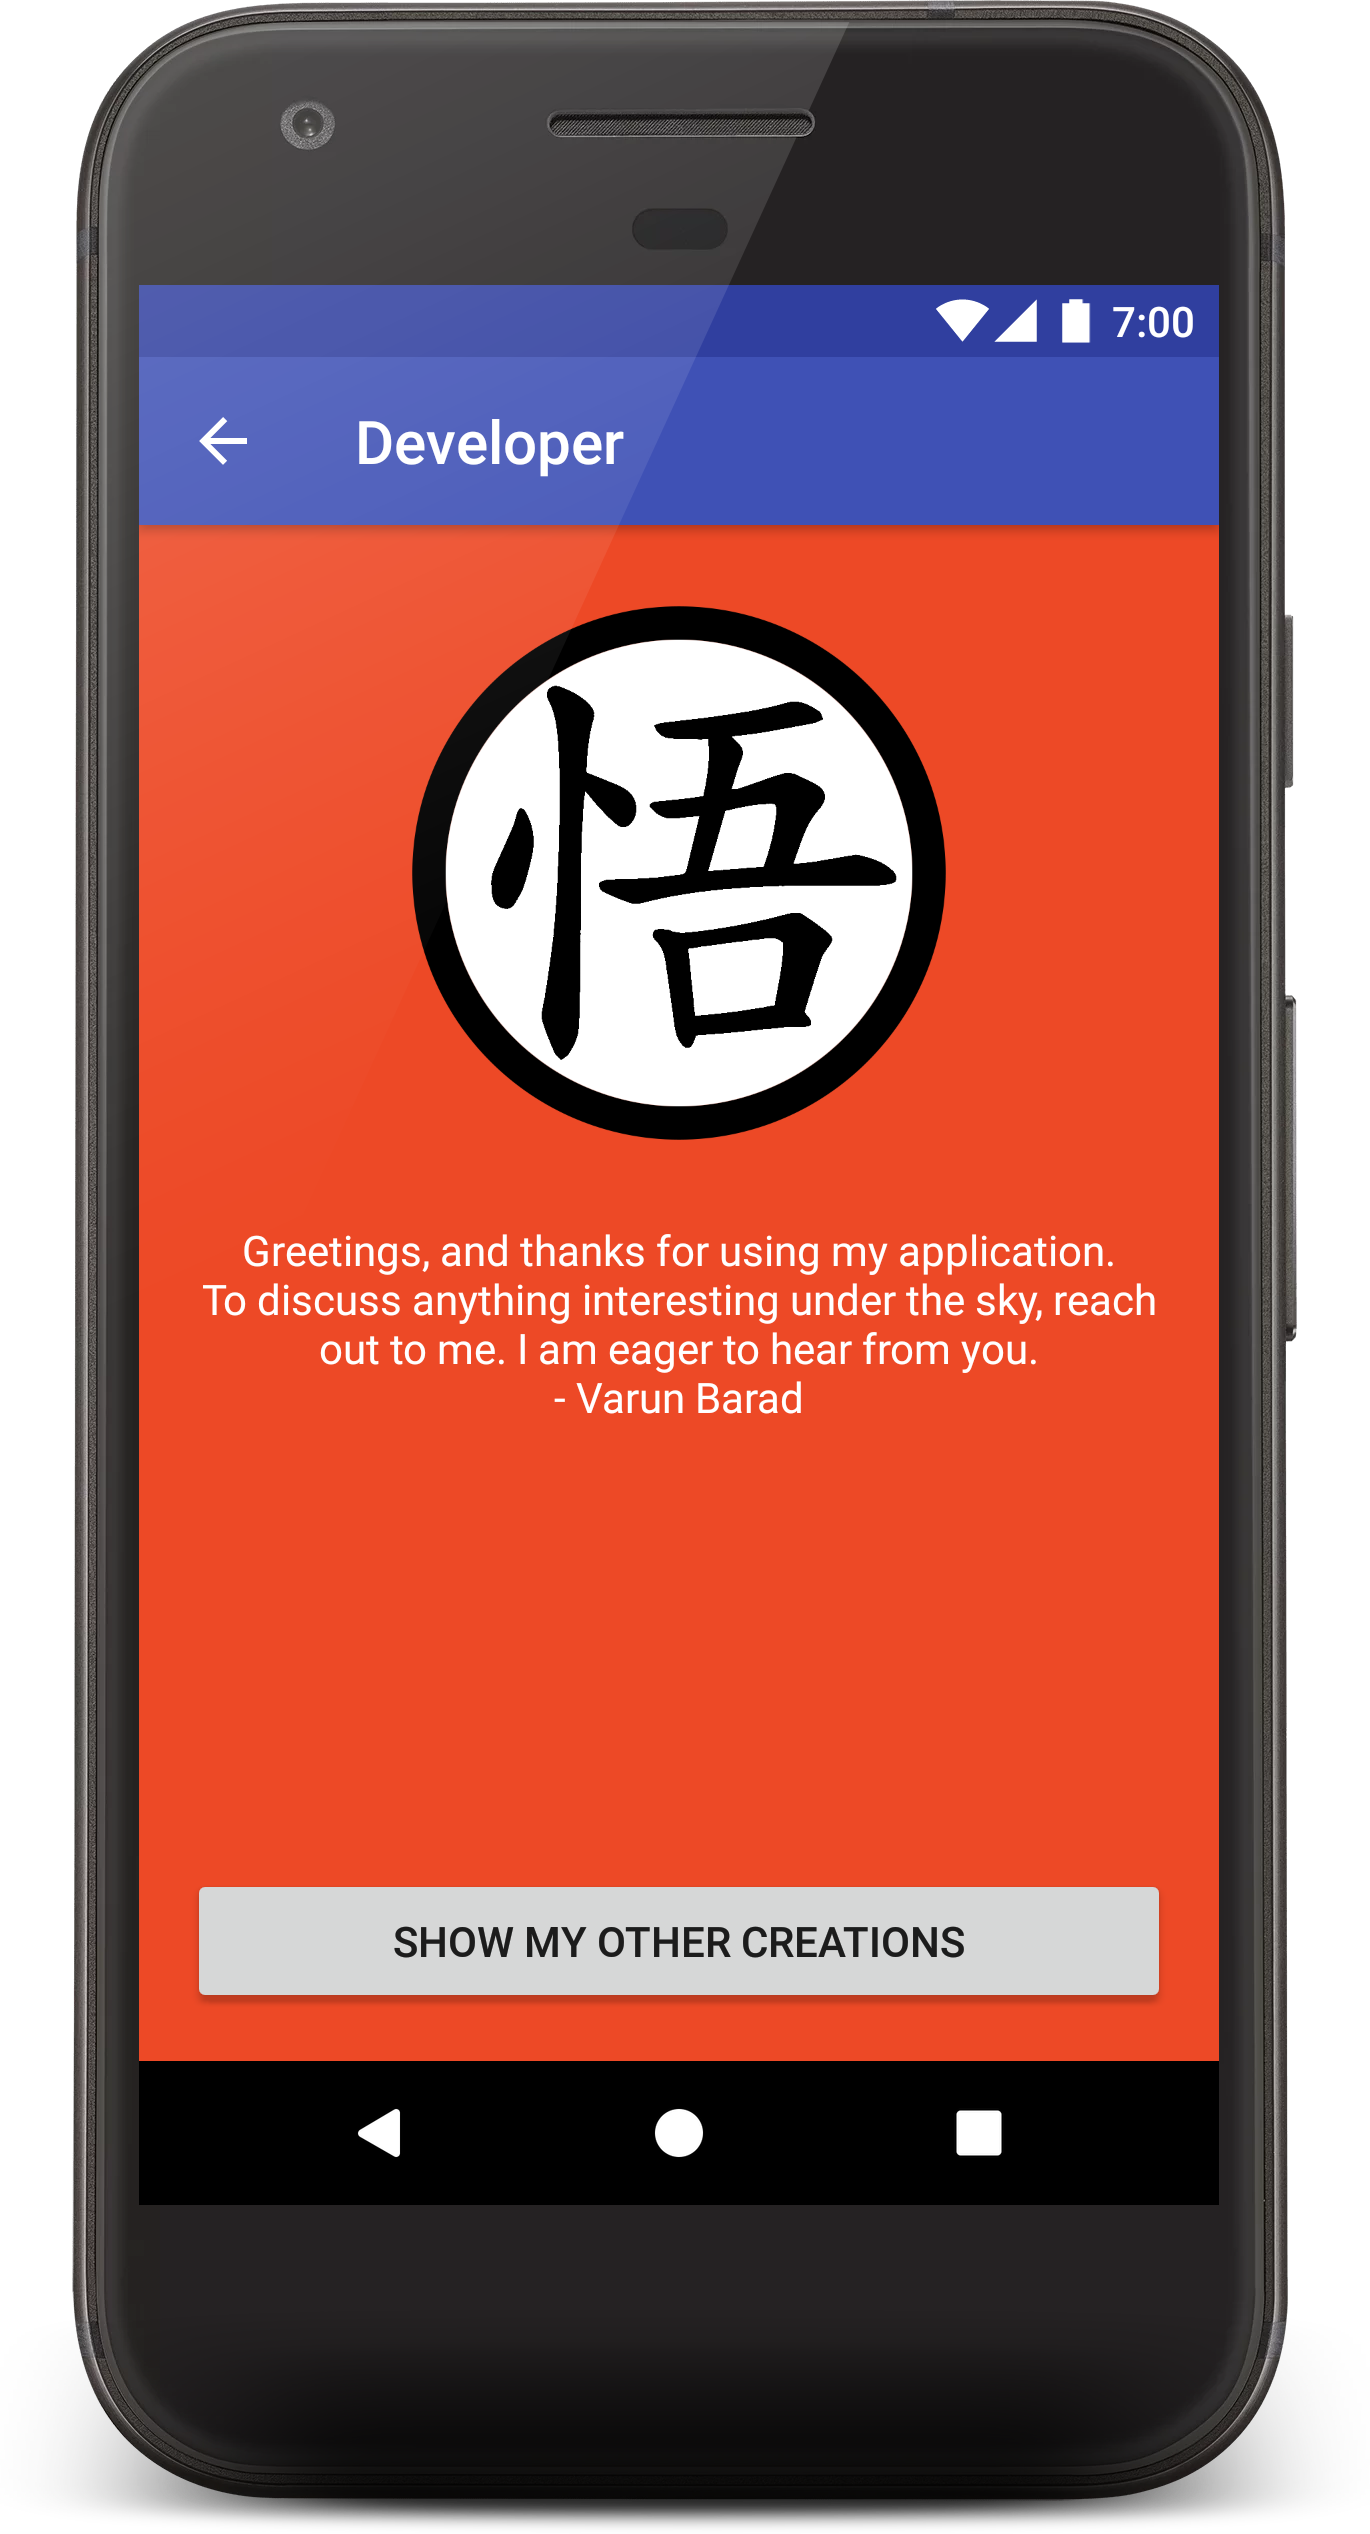 7:00
Developer
悟
Greetings, and thanks for using my application.
To discuss anything interesting under the sky, reach
out to me. I am eager to hear from you.
- Varun Barad
SHOW MY OTHER CREATIONS